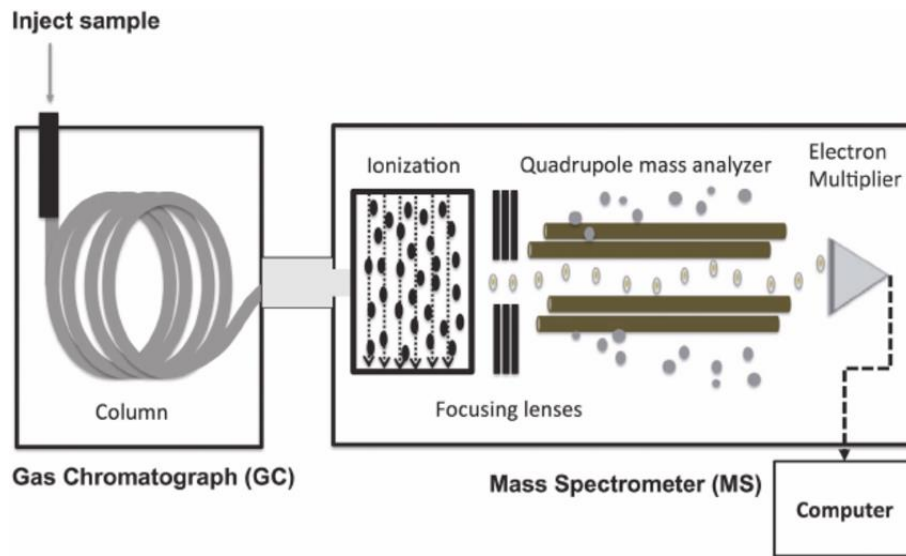 Inject sample
Ionization
Quadrupole mass analyzer
Electron
Multiplier
Column
Focusing lenses
Gas Chromatograph (GC)
Mass Spectrometer (MS)
Computer